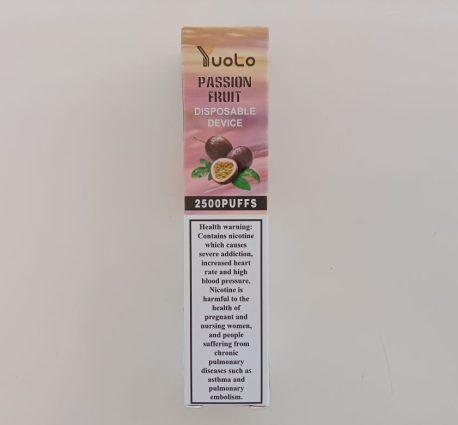 Yuoto
PASSION
FRUIT
DISPOSABLE
DEVICE
2500PUFFS
Health warning:
Contains nicotine
which causes
severe addiction,
increased heart
rate and high
blood pressure.
Nicotine is
harmful to the
health of
pregnant and
nursing women,
and people
suffering from
chronic
pulmonary
diseases such as
asthma and
pulmonary
embolism.